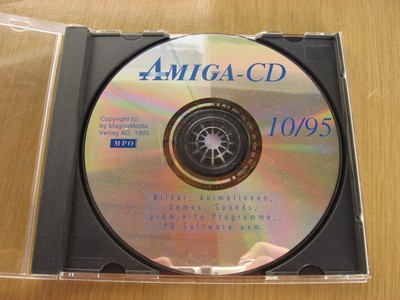 AMIGA-CD
Copyright (c)
by MagnaMedia
Verlag AG, 1995
MPO
10/95
Bilder, Animationen,
Demos, Sounds,
prämierte Programme,
PD-Software uvm.